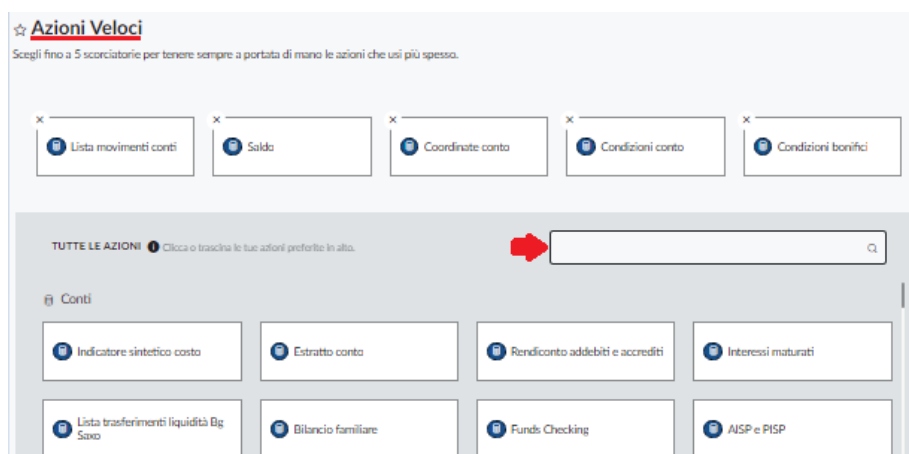 Azioni Veloci
Scegli fino a 5 scorciatorie per tenere sempre a portata di mano le azioni che usi più spesso.
Lista movimenti conti
Saldo
Coordinate conto
Condizioni conto
Condizioni bonifici
TUTTE LE AZIONI Clicca o trascina le tue azioni preferite in alto.
Conti
Indicatore sintetico costo
Estratto conto
Rendiconto addebiti e accrediti
Interessi maturati
Lista trasferimenti liquidità Bg
Saxo
Bilancio familiare
Funds Checking
AISP e PISP